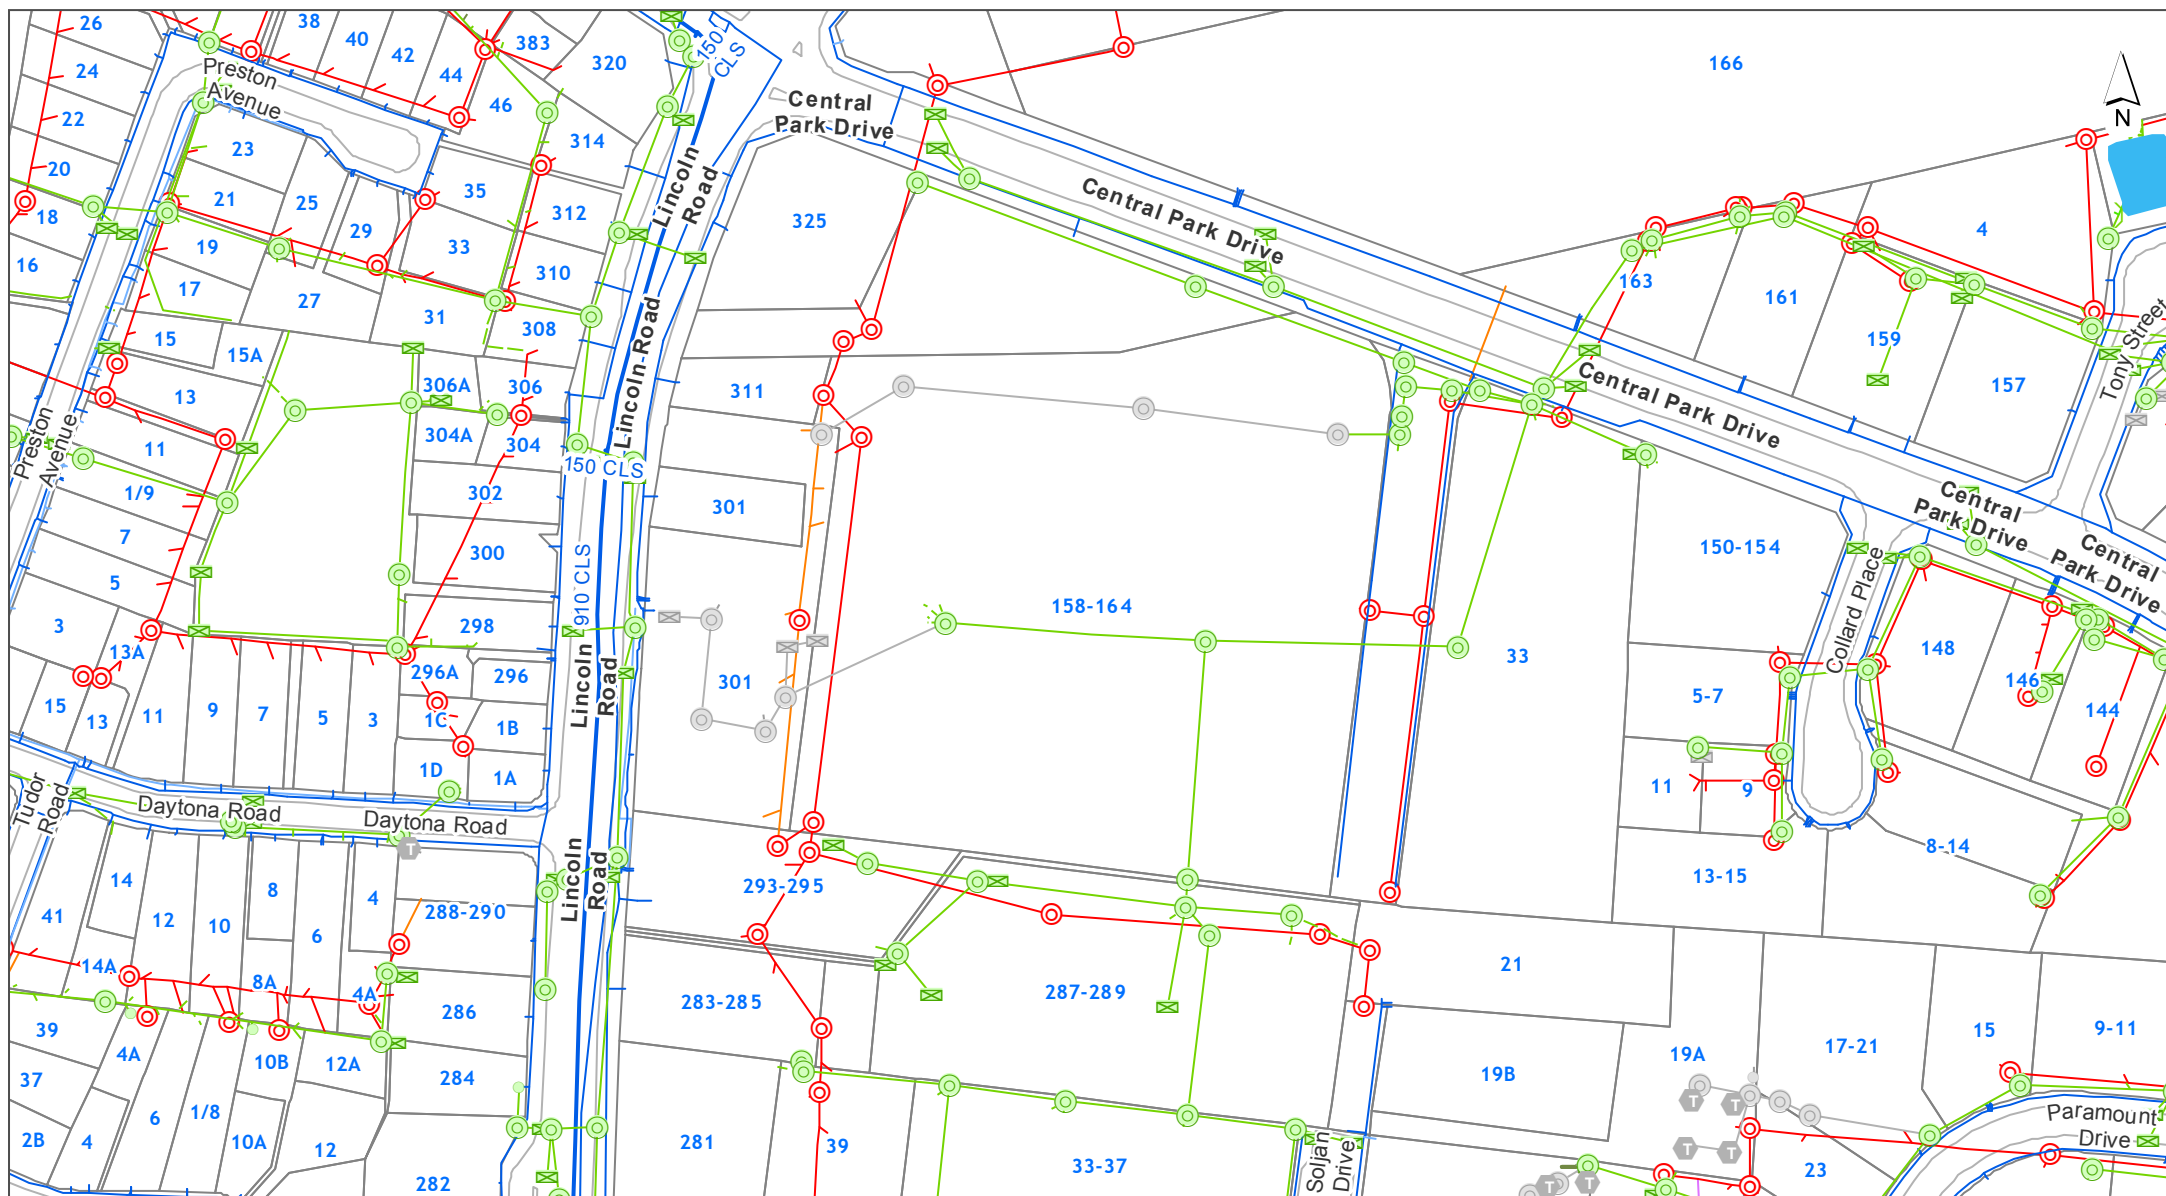 26
38
40
42
44
383
320
150
CLS
166
24
Preston
Avenue
46
Central
Park Drive
N
22
23
314
20
21
25
35
312
Lincoln
Road
325
Central Park Drive
4
18
19
29
33
310
16
17
27
31
308
163
161
159
157
Tony Street
15
15A
306A
306
Lincoln Road
311
Central Park Drive
13
304A
304
Preston
Avenue
11
150 CLS
1/9
302
301
7
300
910 CLS
150-154
Central
Park Drive
Central
Park Drive
5
3
13A
298
158-164
33
Collard Place
148
296A
296
301
5-7
146
144
15
13
11
9
7
5
3
1C
1B
Lincoln
Road
1D
1A
11
9
Tudor
Road
Daytona Road
Daytona Road
8-14
14
8
4
288-290
Lincoln
Road
293-295
13-15
41
12
10
6
14A
8A
4A
286
283-285
287-289
21
39
4A
10B
12A
284
19A
17-21
15
9-11
37
19B
6
1/8
10A
12
2B
4
281
39
33-37
Soljan
Drive
T
T
T
T
T
T
T
23
Paramount
Drive
282